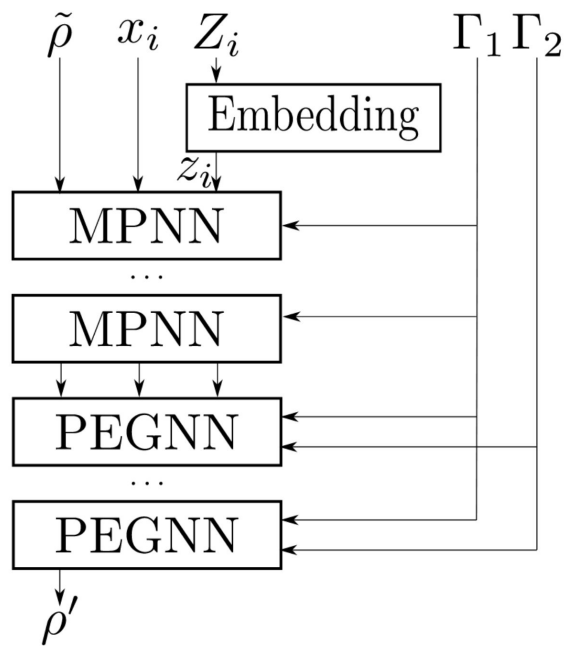 ρ̃ x_i Z_i Γ_1 Γ_2
Embedding
z_i
MPNN
...
MPNN
PEGNN
...
PEGNN
ρ′